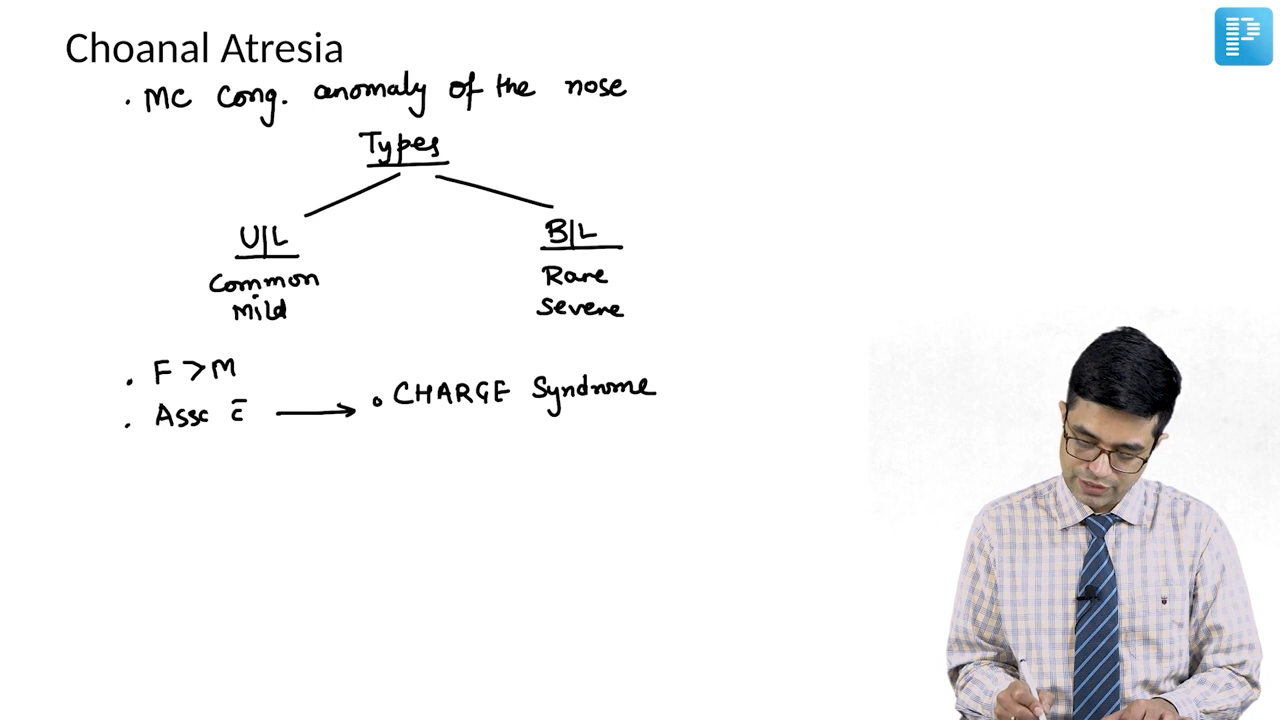 Choanal Atresia
. MC Cong. anomaly of the nose
Types
U|L B|L
Common Rare
Mild Severe
. F > M
. Assc c̄ → . CHARGE Syndrome
P